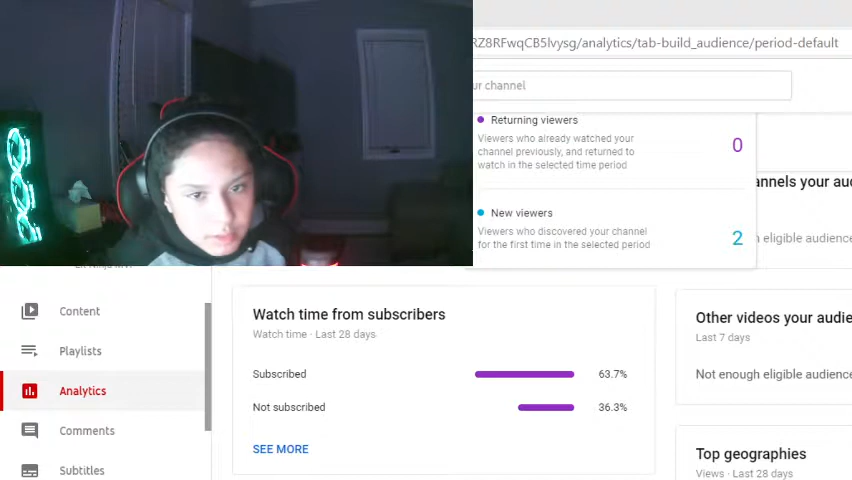 RZ8RFwqCB5lvysg/analytics/tab-build_audience/period-default
ur channel
Returning viewers
Viewers who already watched your
channel previously, and returned to
watch in the selected time period
0
annels your au
New viewers
Viewers who discovered your channel
for the first time in the selected period
2
h eligible audience
Content
Playlists
Analytics
Comments
Subtitles
Watch time from subscribers
Watch time · Last 28 days
Subscribed
63.7%
Not subscribed
36.3%
SEE MORE
Other videos your audie
Last 7 days
Not enough eligible audience
Top geographies
Views · Last 28 days